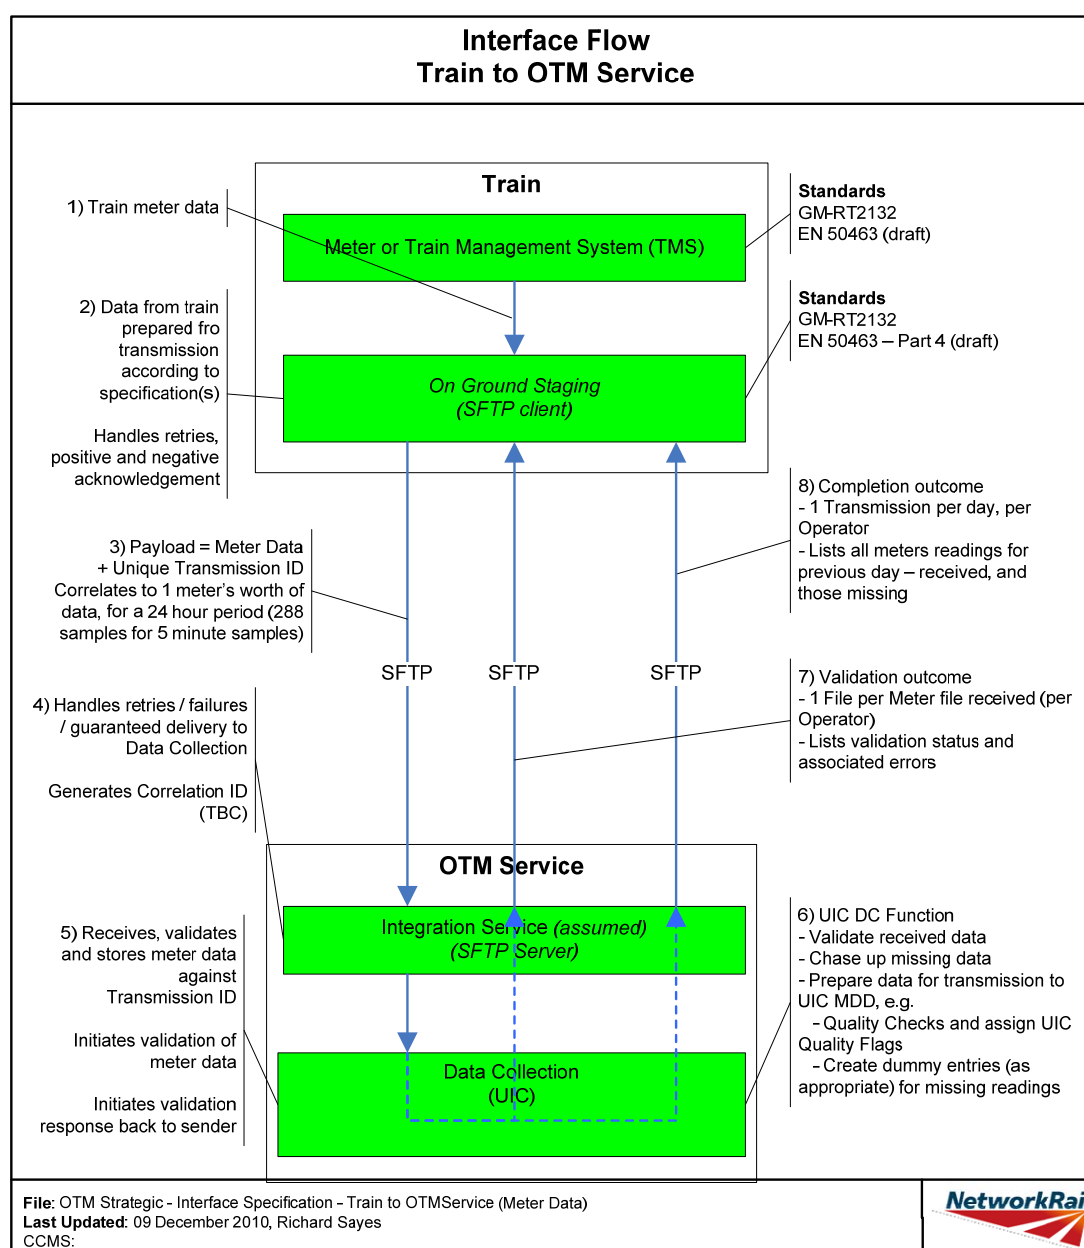 Interface Flow
Train to OTM Service
Train
1) Train meter data
Meter or Train Management System (TMS)
Standards
GM-RT2132
EN 50463 (draft)
2) Data from train
prepared fro
transmission
according to
specification(s)
Handles retries,
positive and negative
acknowledgement
On Ground Staging
(SFTP client)
Standards
GM-RT2132
EN 50463 – Part 4 (draft)
3) Payload = Meter Data
+ Unique Transmission ID
Correlates to 1 meter's worth of
data, for a 24 hour period (288
samples for 5 minute samples)
8) Completion outcome
- 1 Transmission per day, per
Operator
- Lists all meters readings for
previous day – received, and
those missing
SFTP
SFTP
SFTP
7) Validation outcome
- 1 File per Meter file received (per
Operator)
- Lists validation status and
associated errors
4) Handles retries / failures
/ guaranteed delivery to
Data Collection
Generates Correlation ID
(TBC)
OTM Service
Integration Service (assumed)
(SFTP Server)
5) Receives, validates
and stores meter data
against
Transmission ID
Initiates validation of
meter data
Initiates validation
response back to sender
Data Collection
(UIC)
6) UIC DC Function
- Validate received data
- Chase up missing data
- Prepare data for transmission to
UIC MDD, e.g.
- Quality Checks and assign UIC
Quality Flags
- Create dummy entries (as
appropriate) for missing readings
File: OTM Strategic - Interface Specification - Train to OTMService (Meter Data)
Last Updated: 09 December 2010, Richard Sayes
CCMS:
NetworkRai